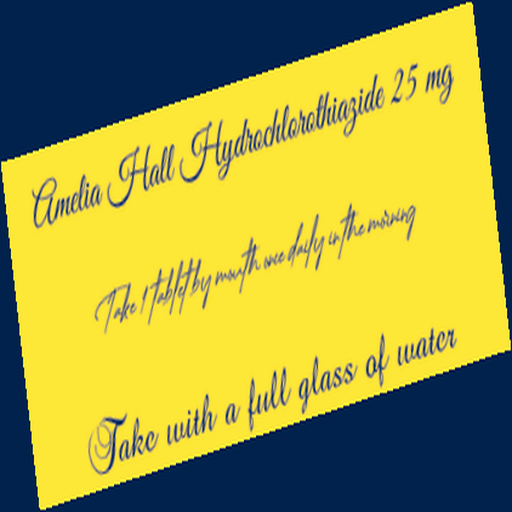 Amelia Hall Hydrochlorothiazide 25 mg
Take 1 tablet by mouth once daily in the morning
Take with a full glass of water